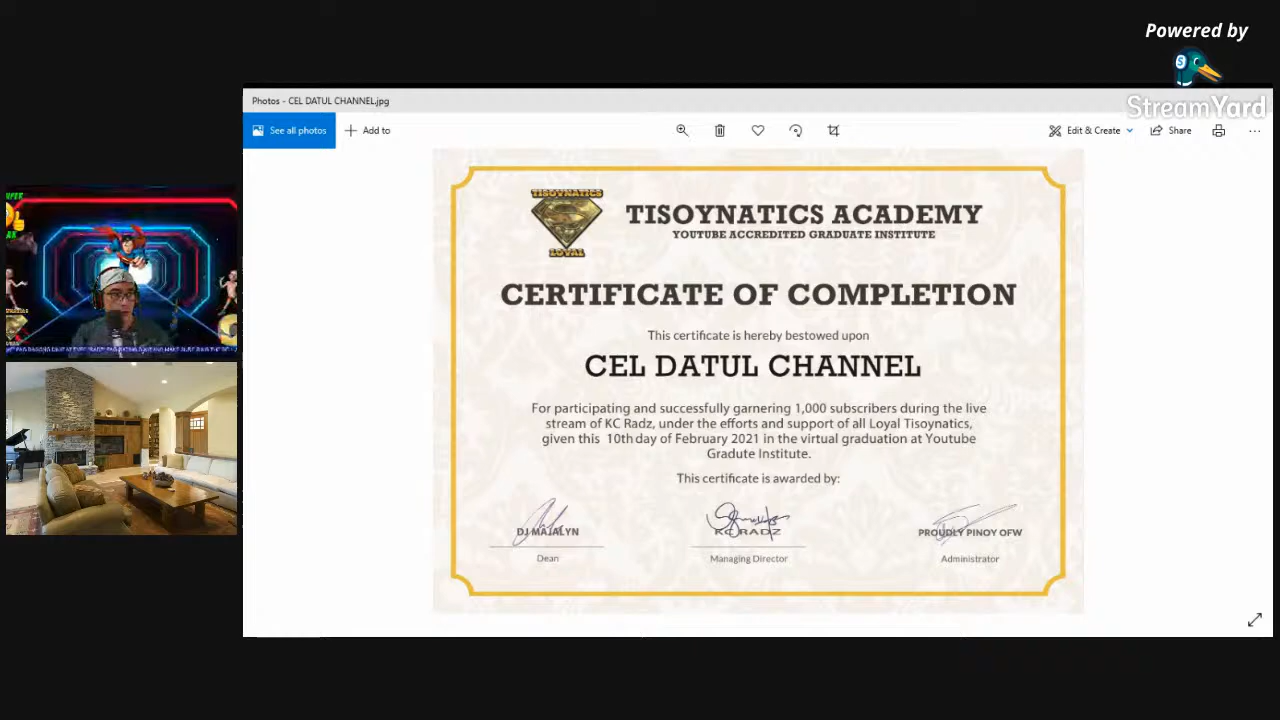 Powered by
StreamYard
Photos - CEL DATUL CHANNEL.jpg
See all photos
Add to
Edit & Create
Share
TISOYNATICS
LOYAL
TISOYNATICS ACADEMY
YOUTUBE ACCREDITED GRADUATE INSTITUTE
CERTIFICATE OF COMPLETION
This certificate is hereby bestowed upon
CEL DATUL CHANNEL
For participating and successfully garnering 1,000 subscribers during the live
stream of KC Radz, under the efforts and support of all Loyal Tisoynatics,
given this 10th day of February 2021 in the virtual graduation at Youtube
Gradute Institute.
This certificate is awarded by:
DJ MAJALYN
Dean
KC RADZ
Managing Director
PROUDLY PINOY OFW
Administrator